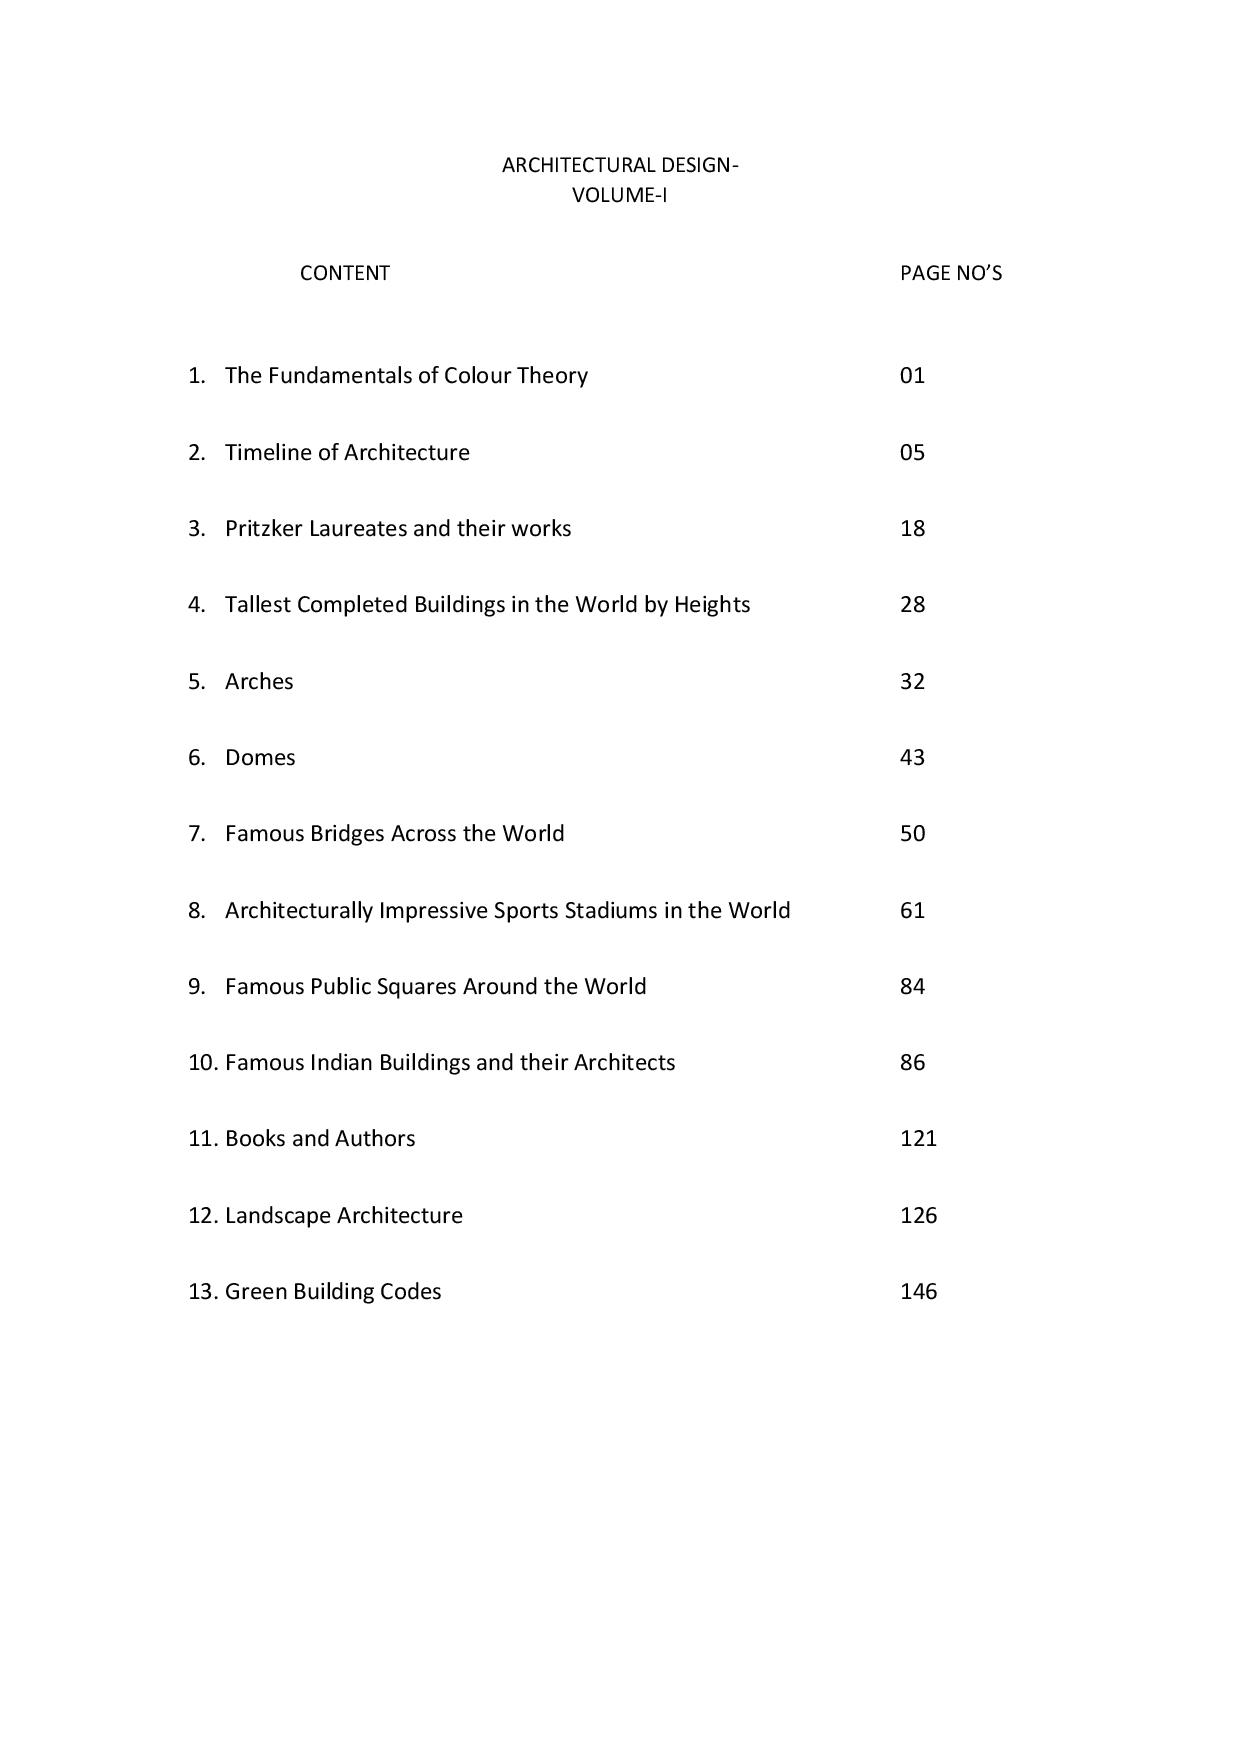 ARCHITECTURAL DESIGN-
VOLUME-I
CONTENT PAGE NO’S
1. The Fundamentals of Colour Theory 01
2. Timeline of Architecture 05
3. Pritzker Laureates and their works 18
4. Tallest Completed Buildings in the World by Heights 28
5. Arches 32
6. Domes 43
7. Famous Bridges Across the World 50
8. Architecturally Impressive Sports Stadiums in the World 61
9. Famous Public Squares Around the World 84
10. Famous Indian Buildings and their Architects 86
11. Books and Authors 121
12. Landscape Architecture 126
13. Green Building Codes 146